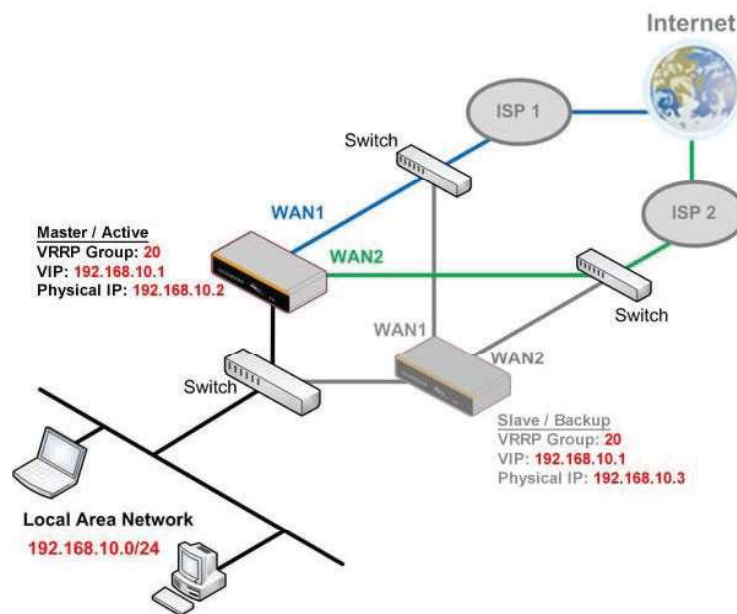 Internet
ISP 1
Switch
WAN1
ISP 2
Master / Active
VRRP Group: 20
VIP: 192.168.10.1
Physical IP: 192.168.10.2
WAN2
Switch
WAN1
WAN2
Switch
Slave / Backup
VRRP Group: 20
VIP: 192.168.10.1
Physical IP: 192.168.10.3
Local Area Network
192.168.10.0/24